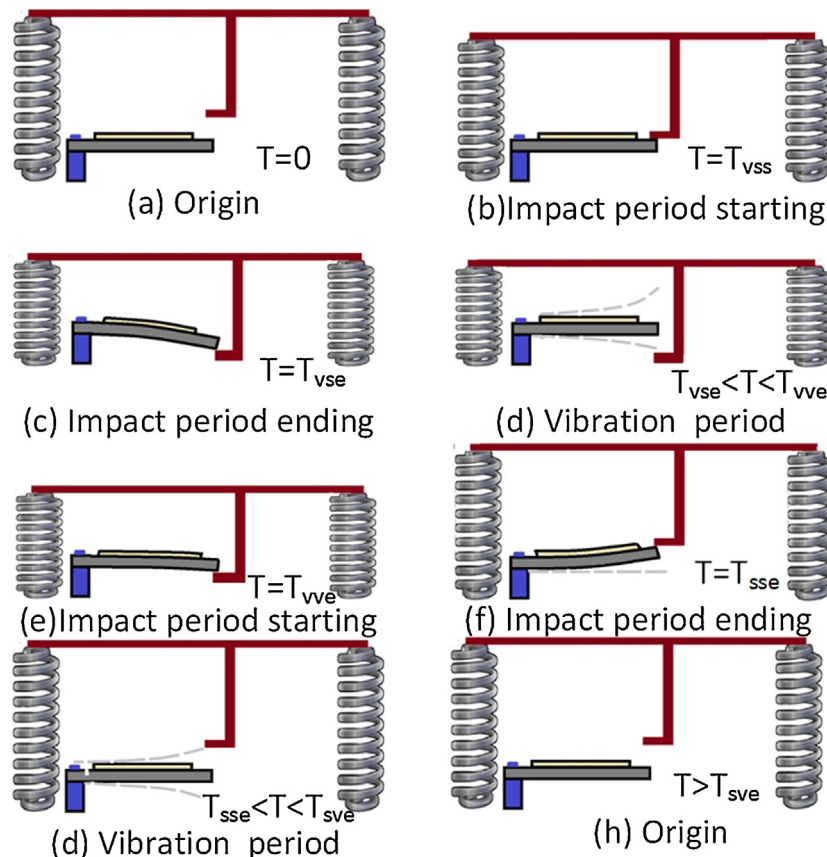 T=0
(a) Origin
T=Tvss
(b)Impact period starting
T=Tvse
(c) Impact period ending
Tvse<T<Tvve
(d) Vibration period
T=Tvve
(e)Impact period starting
T=Tsse
(f) Impact period ending
Tsse<T<Tsve
(d) Vibration period
T>Tsve
(h) Origin